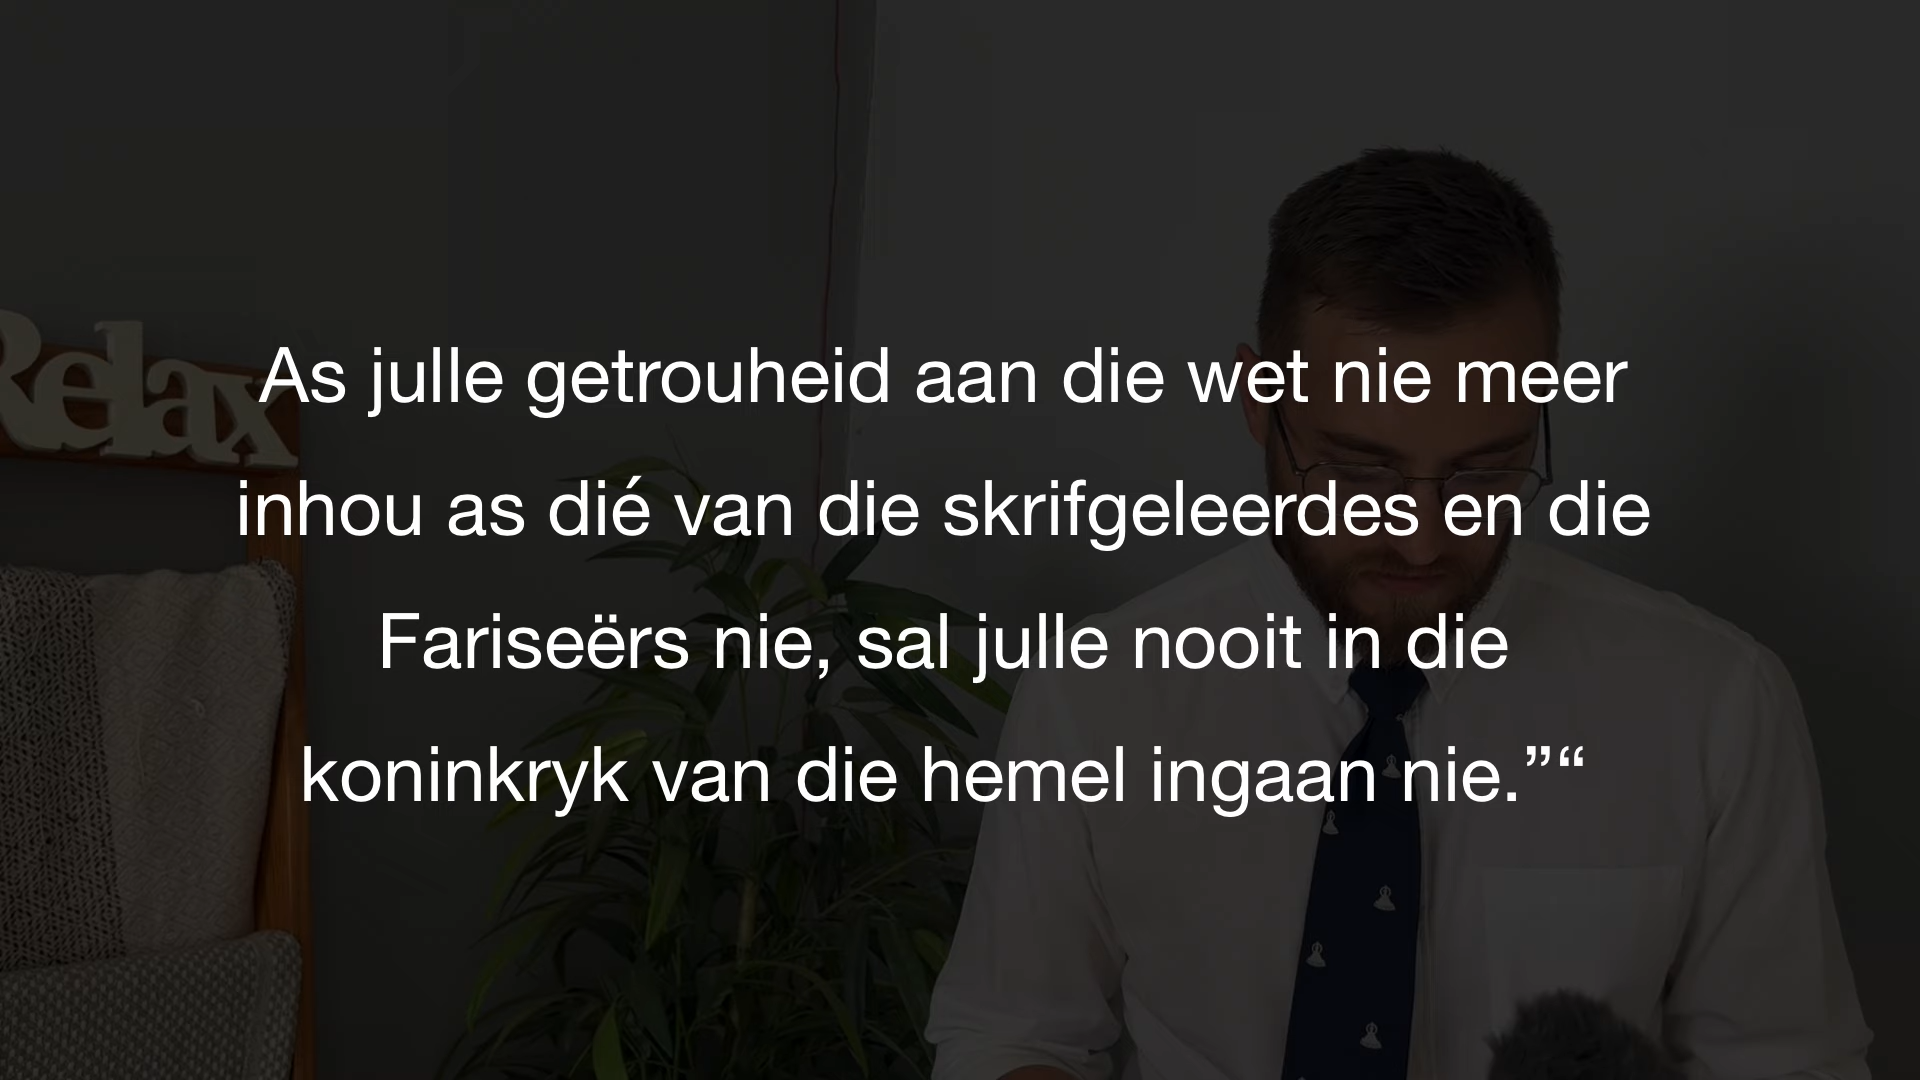 Relax
As julle getrouheid aan die wet nie meer
inhou as dié van die skrifgeleerdes en die
Fariseërs nie, sal julle nooit in die
koninkryk van die hemel ingaan nie.”“